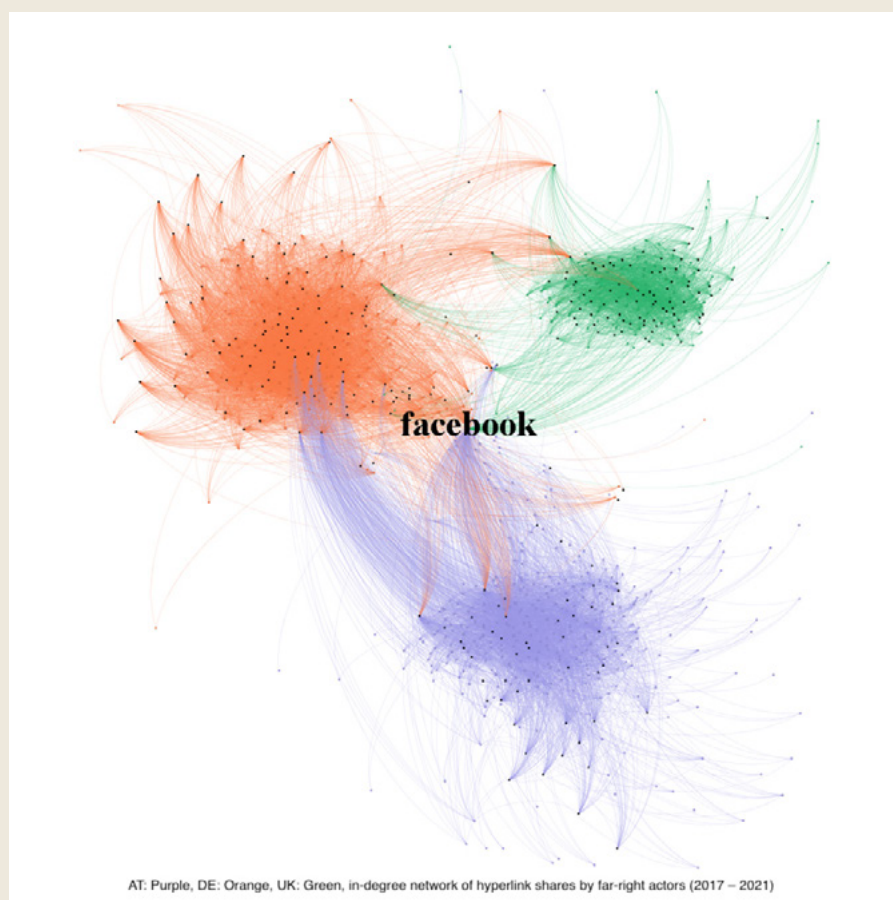 facebook
AT: Purple, DE: Orange, UK: Green, in-degree network of hyperlink shares by far-right actors (2017 – 2021)